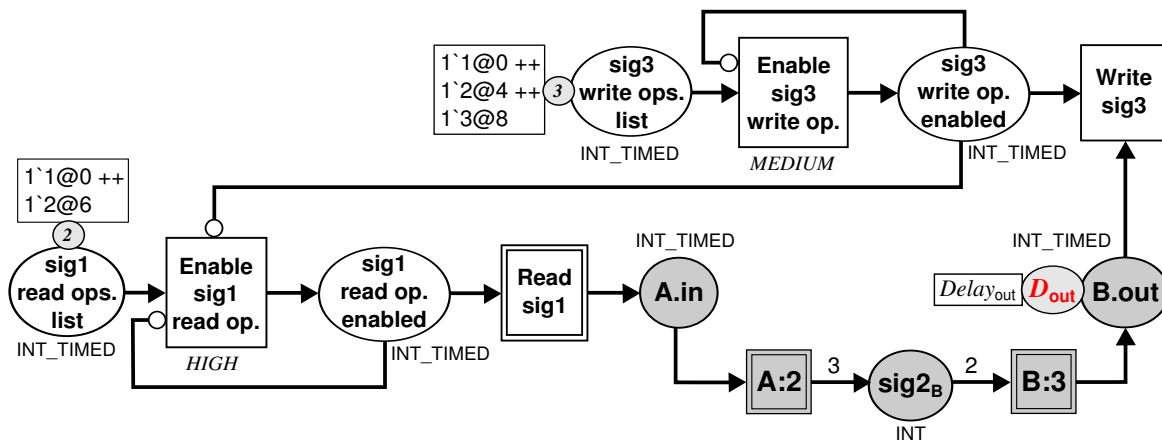 1`1@0 ++
1`2@4 ++
1`3@8
3
sig3
write ops.
list
INT_TIMED
Enable
sig3
write op.
MEDIUM
sig3
write op.
enabled
INT_TIMED
Write
sig3
1`1@0 ++
1`2@6
2
sig1
read ops.
list
INT_TIMED
Enable
sig1
read op.
HIGH
sig1
read op.
enabled
INT_TIMED
Read
sig1
INT_TIMED
A.in
INT_TIMED
Delayout
Dout
B.out
A:2
3
sig2B
INT
2
B:3